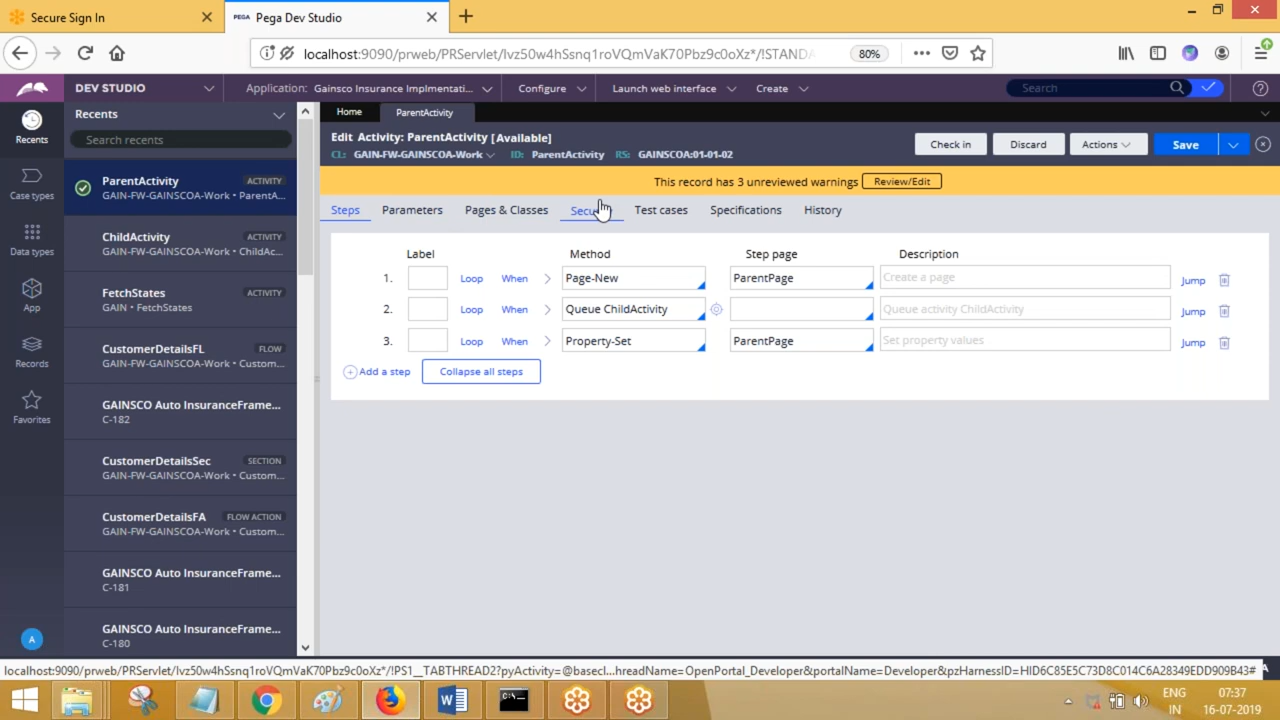 Secure Sign In
PEGA Pega Dev Studio
localhost:9090/prweb/PRServlet/lvz50w4hSsnq1roVQmVaK70Pbz9c0oXz*/!STANDA
80%
DEV STUDIO
Application: Gainsco Insurance Implmentati...
Configure
Launch web interface
Create
Search
Recents
Case types
Data types
App
Records
Favorites
A
Recents
Search recents
ParentActivity ACTIVITY
GAIN-FW-GAINSCOA-Work • ParentA...
ChildActivity ACTIVITY
GAIN-FW-GAINSCOA-Work • ChildAc...
FetchStates ACTIVITY
GAIN • FetchStates
CustomerDetailsFL FLOW
GAIN-FW-GAINSCOA-Work • Custom...
GAINSCO Auto InsuranceFrame...
C-182
CustomerDetailsSec SECTION
GAIN-FW-GAINSCOA-Work • Custom...
CustomerDetailsFA FLOW ACTION
GAIN-FW-GAINSCOA-Work • Custom...
GAINSCO Auto InsuranceFrame...
C-181
GAINSCO Auto InsuranceFrame...
C-180
Home
ParentActivity
Edit Activity: ParentActivity [Available]
CL: GAIN-FW-GAINSCOA-Work ID: ParentActivity RS: GAINSCOA:01-01-02
Check in
Discard
Actions
Save
This record has 3 unreviewed warnings Review/Edit
Steps Parameters Pages & Classes Test cases Specifications History
Label Method Step page Description
1. Loop When Page-New ParentPage Create a page Jump
2. Loop When Queue ChildActivity Queue activity ChildActivity Jump
3. Loop When Property-Set ParentPage Set property values Jump
Add a step
Collapse all steps
localhost:9090/prweb/PRServlet/lvz50w4hSsnq1roVQmVaK70Pbz9c0oXz*/!PS1__TABTHREAD2?pyActivity=@basecl...hreadName=OpenPortal_Developer&portalName=Developer&pzHarnessID=HID6C85E5C73D8C014C6A28349EDD909B43#
ENG
IN
07:37
16-07-2019